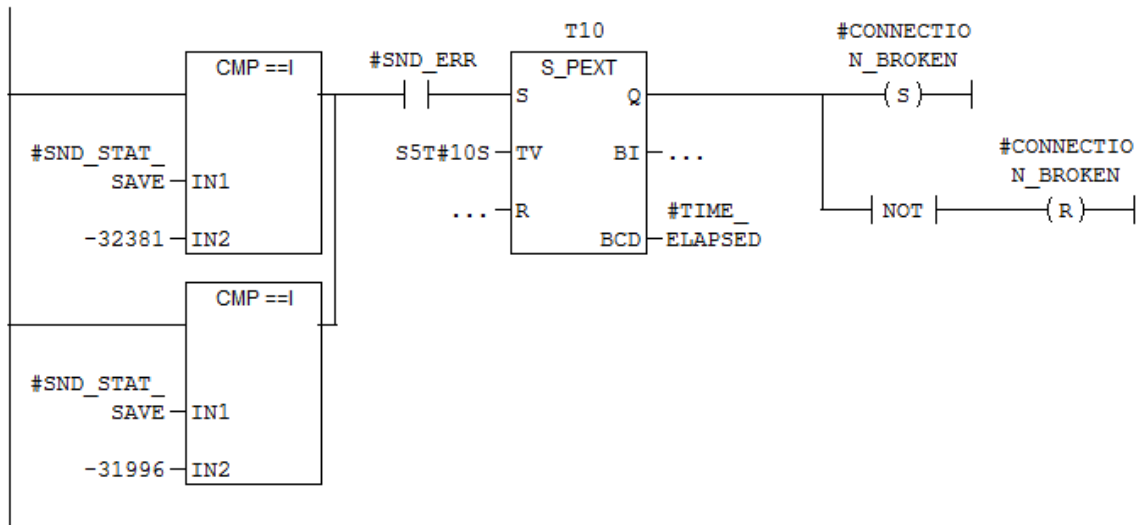 T10
#CONNECTIO
N_BROKEN
CMP ==I
#SND_ERR
S_PEXT
S
Q
(S)
#SND_STAT_
SAVE
IN1
S5T#10S
TV
BI
...
#CONNECTIO
N_BROKEN
...
R
#TIME_
ELAPSED
NOT
(R)
-32381
IN2
BCD
CMP ==I
#SND_STAT_
SAVE
IN1
-31996
IN2